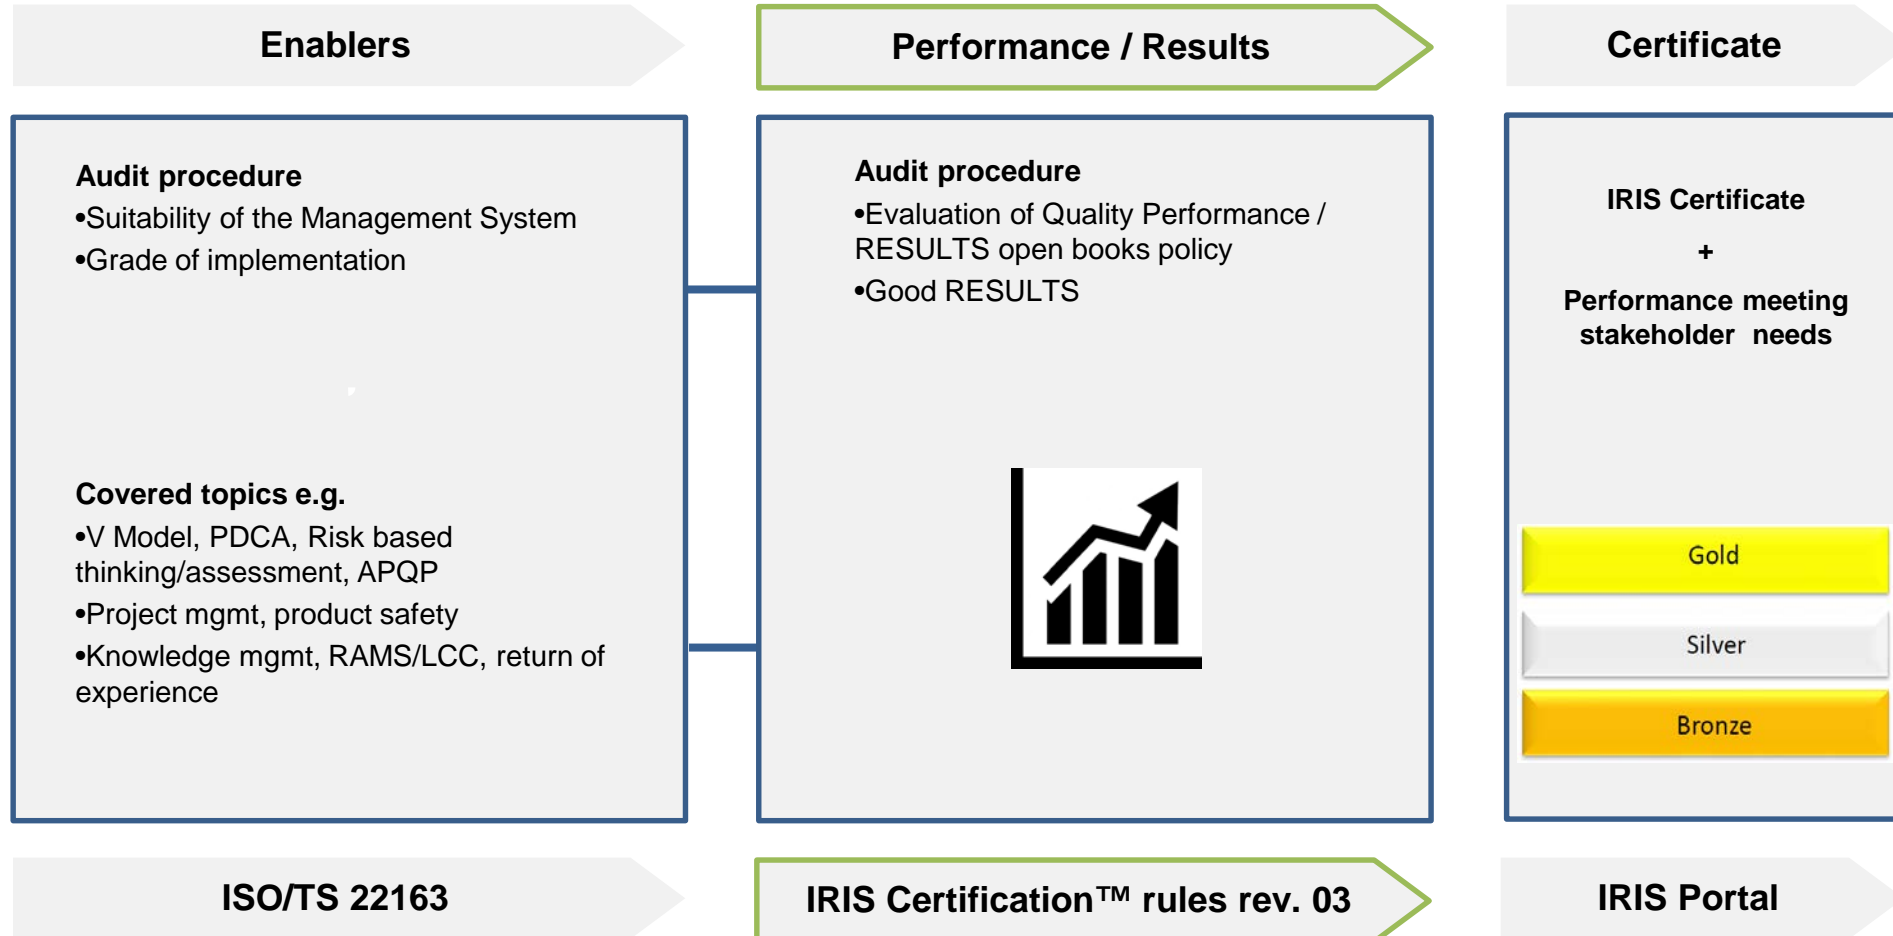 Enablers
Performance / Results
Certificate
Audit procedure
•Suitability of the Management System
•Grade of implementation
Covered topics e.g.
•V Model, PDCA, Risk based
thinking/assessment, APQP
•Project mgmt, product safety
•Knowledge mgmt, RAMS/LCC, return of
experience
Audit procedure
•Evaluation of Quality Performance /
RESULTS open books policy
•Good RESULTS
IRIS Certificate
+
Performance meeting
stakeholder needs
Gold
Silver
Bronze
ISO/TS 22163
IRIS Certification™ rules rev. 03
IRIS Portal